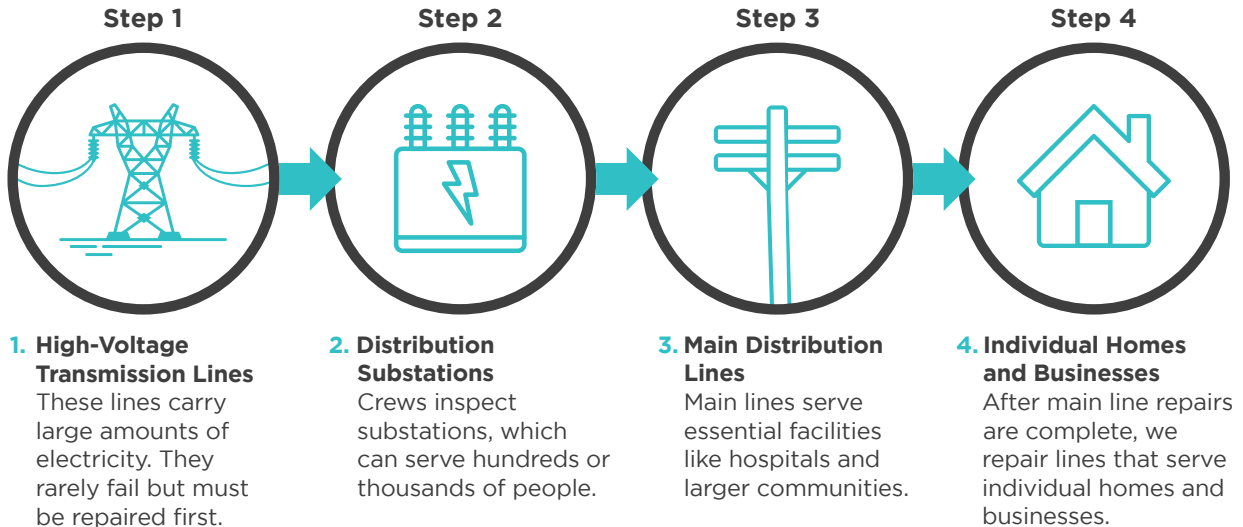 Step 1
Step 2
Step 3
Step 4
1. High-Voltage
Transmission Lines
These lines carry
large amounts of
electricity. They
rarely fail but must
be repaired first.
2. Distribution
Substations
Crews inspect
substations, which
can serve hundreds or
thousands of people.
3. Main Distribution
Lines
Main lines serve
essential facilities
like hospitals and
larger communities.
4. Individual Homes
and Businesses
After main line repairs
are complete, we
repair lines that serve
individual homes and
businesses.